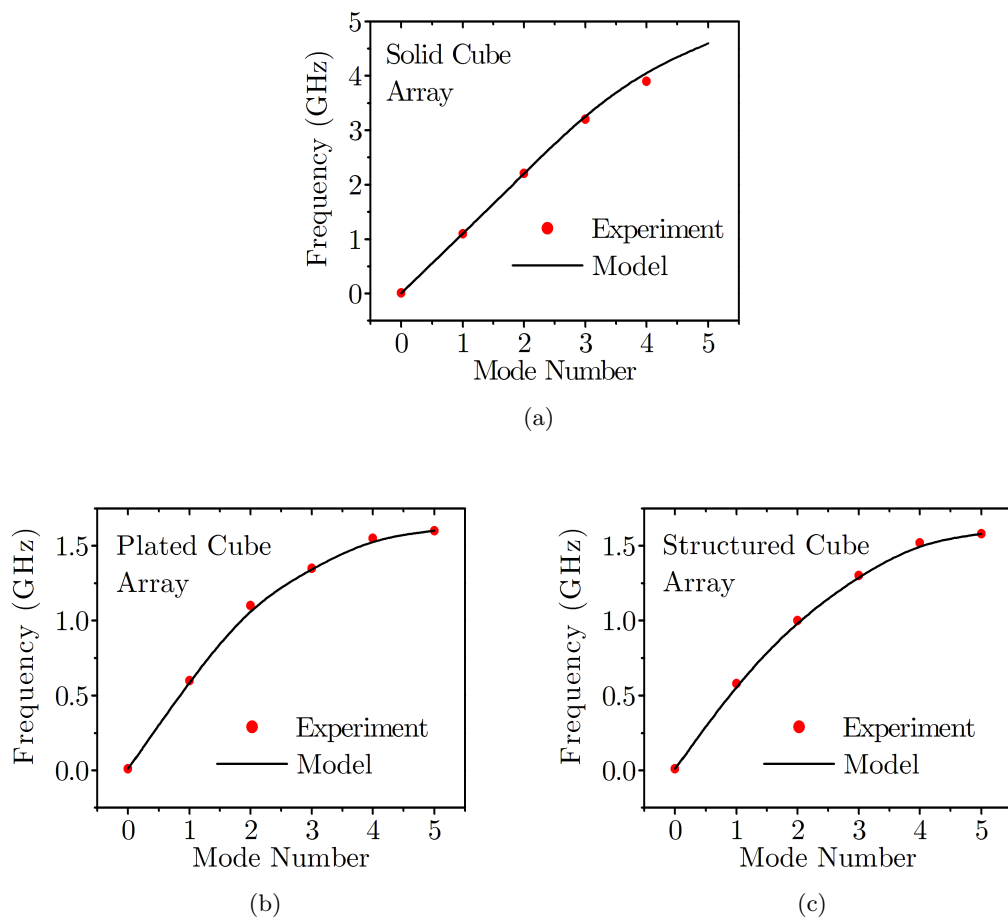 5
4
3
2
1
0
Frequency (GHz)
Solid Cube
Array
Experiment
Model
0 1 2 3 4 5
Mode Number
(a)
1.5
1.0
0.5
0.0
Frequency (GHz)
Plated Cube
Array
Experiment
Model
0 1 2 3 4 5
Mode Number
(b)
1.5
1.0
0.5
0.0
Frequency (GHz)
Structured Cube
Array
Experiment
Model
0 1 2 3 4 5
Mode Number
(c)